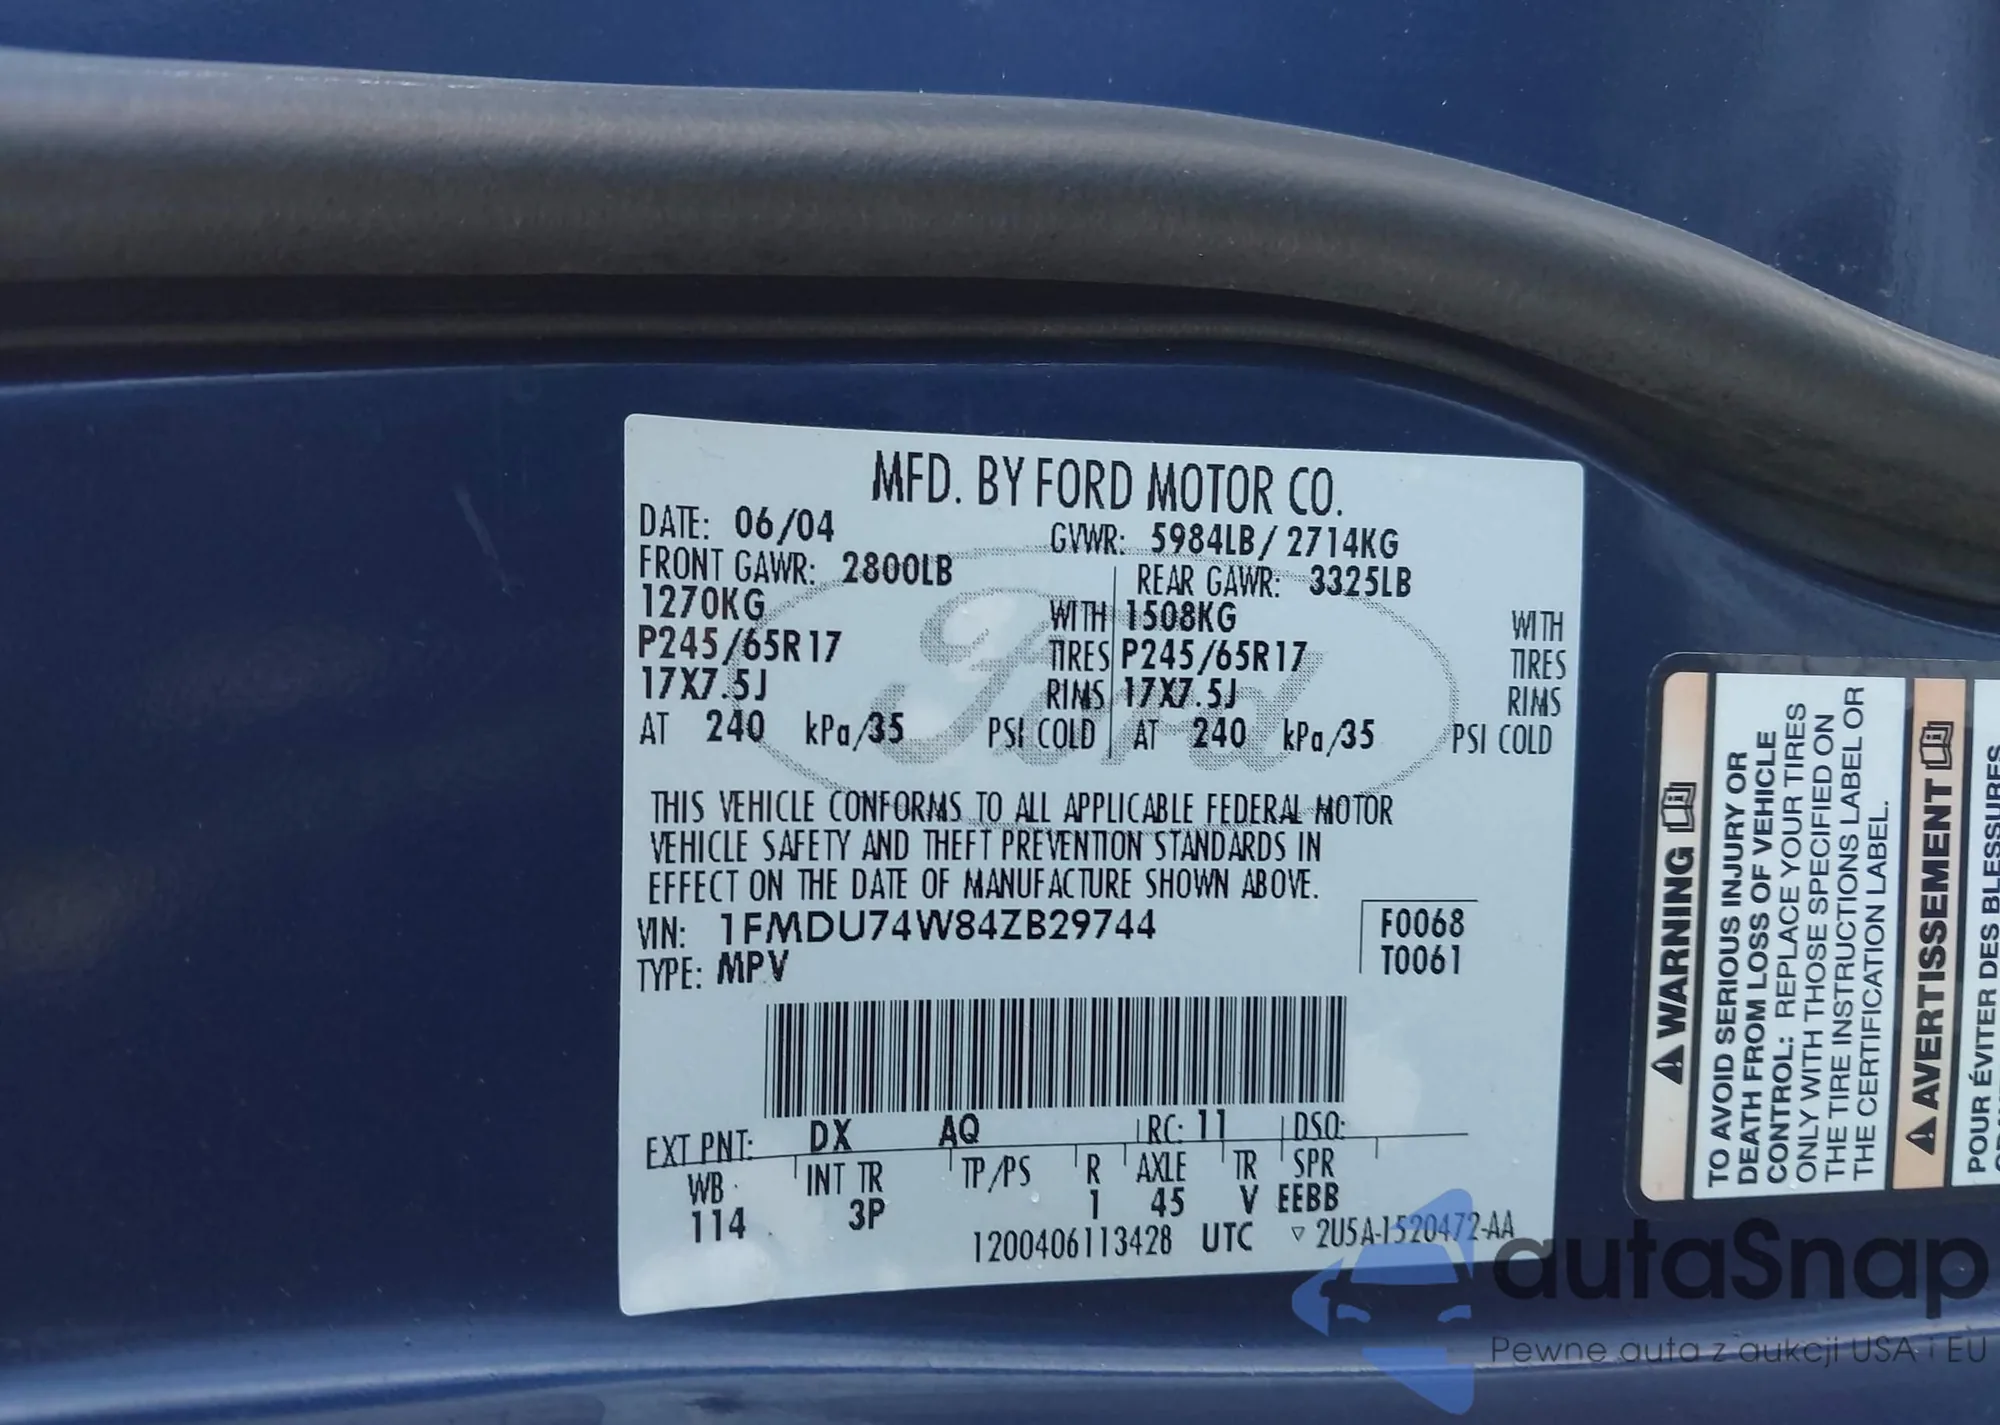 MFD. BY FORD MOTOR CO.
DATE: 06/04 GVWR: 5984LB/ 2714KG
FRONT GAWR: 2800LB REAR GAWR: 3325LB
1270KG WITH 1508KG WITH
P245/65R17 TIRES P245/65R17 TIRES
17X7.5J RIMS 17X7.5J RIMS
AT 240 kPa/35 PSI COLD AT 240 kPa/35 PSI COLD
Ford
THIS VEHICLE CONFORMS TO ALL APPLICABLE FEDERAL MOTOR
VEHICLE SAFETY AND THEFT PREVENTION STANDARDS IN
EFFECT ON THE DATE OF MANUFACTURE SHOWN ABOVE.
VIN: 1FMDU74W84ZB29744 F0068
TYPE: MPV T0061
EXT PNT: DX AQ RC: 11 DSO:
WB INT TR TP/PS R AXLE TR SPR
114 3P 1 45 V EEBB
1200406113428 UTC ▽ 2U5A-1520472-AA
⚠ WARNING
TO AVOID SERIOUS INJURY OR
DEATH FROM LOSS OF VEHICLE
CONTROL: REPLACE YOUR TIRES
ONLY WITH THOSE SPECIFIED ON
THE TIRE INSTRUCTIONS LABEL OR
THE CERTIFICATION LABEL.
⚠ AVERTISSEMENT
POUR ÉVITER DES BLESSURES
autaSnap
Pewne auta z aukcji USA i EU